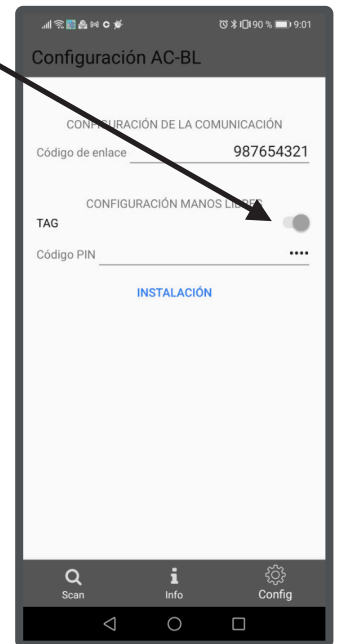 90 % 9:01
Configuración AC-BL
CONFIGURACIÓN DE LA COMUNICACIÓN
Código de enlace 987654321
CONFIGURACIÓN MANOS LIBRES
TAG
Código PIN ••••
INSTALACIÓN
Scan Info Config